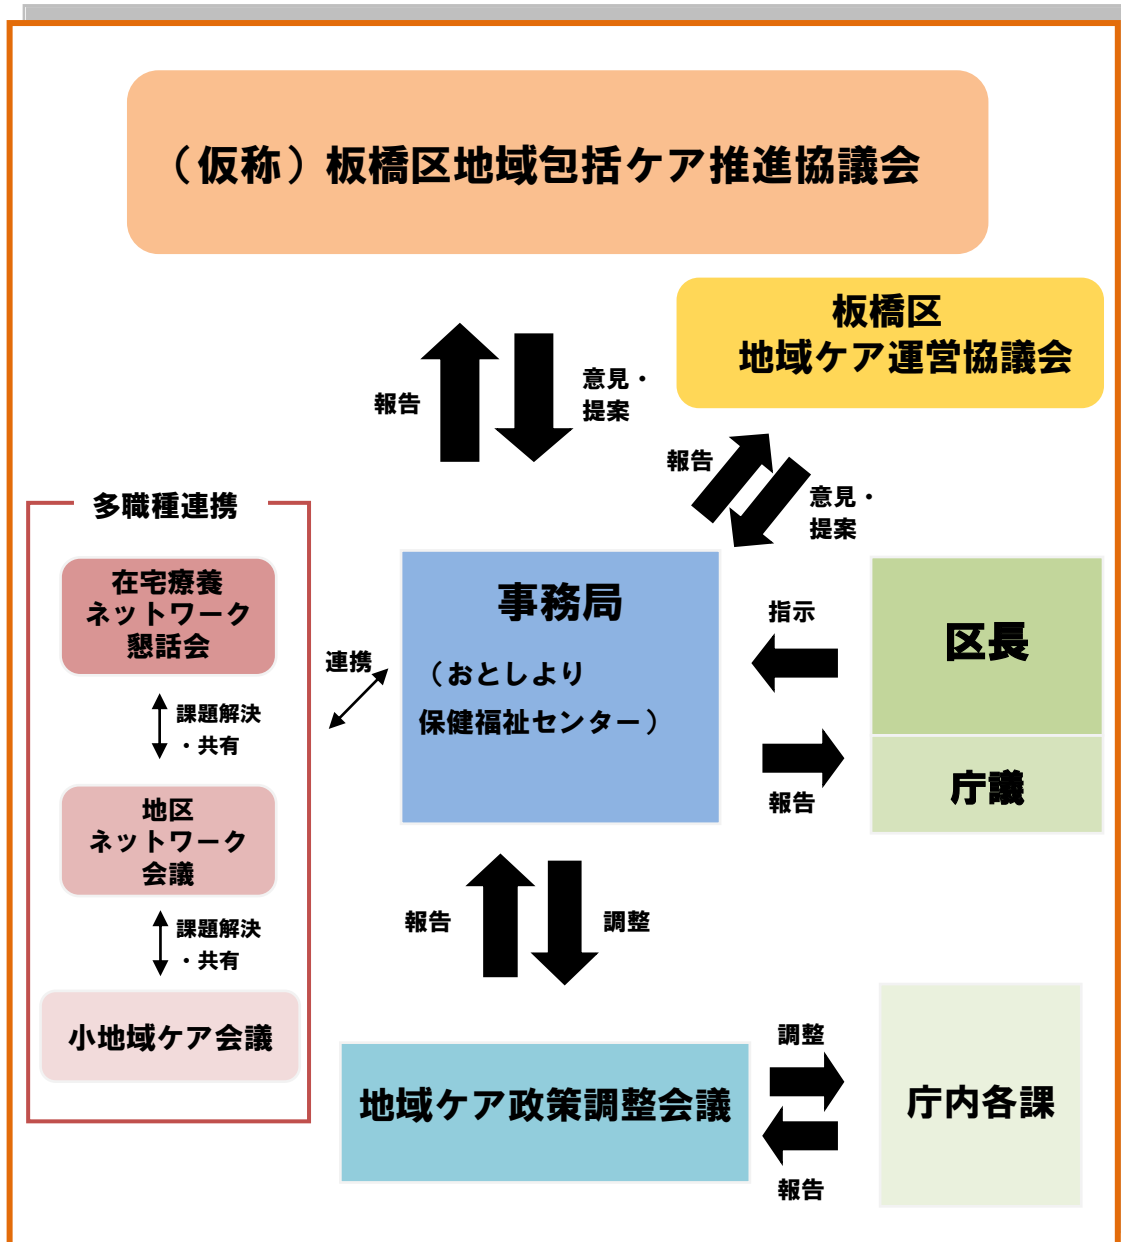 （仮称）板橋区地域包括ケア推進協議会
板橋区
地域ケア運営協議会
報告
意見・
提案
報告
意見・
提案
多職種連携
在宅療養
ネットワーク
懇話会
課題解決
・共有
地区
ネットワーク
会議
課題解決
・共有
小地域ケア会議
連携
事務局
（おとしより
保健福祉センター）
指示
報告
区長
庁議
報告
調整
地域ケア政策調整会議
調整
報告
庁内各課